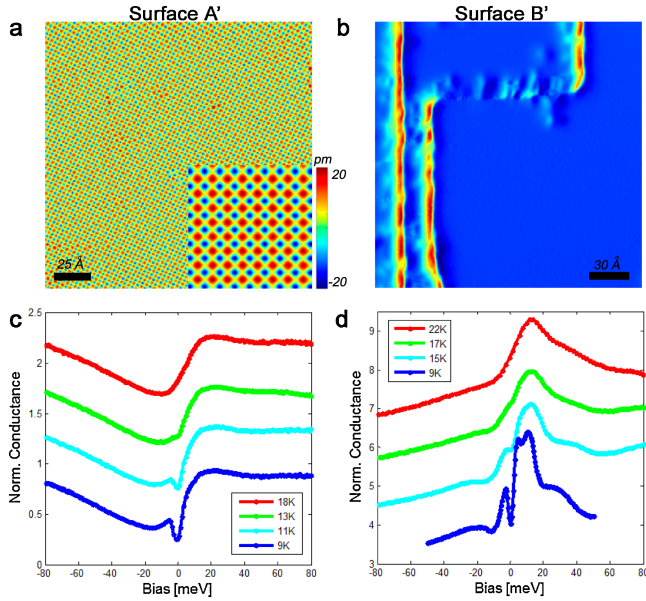 Surface A' Surface B'
a b
pm
20
-20
25 Å 30 Å
c d
2.5
2
1.5
1
0.5
0
Norm. Conductance
18K
13K
11K
9K
-80 -60 -40 -20 0 20 40 60 80
Bias [meV]
9
8
7
6
5
4
3
Norm. Conductance
22K
17K
15K
9K
-80 -60 -40 -20 0 20 40 60 80
Bias [meV]